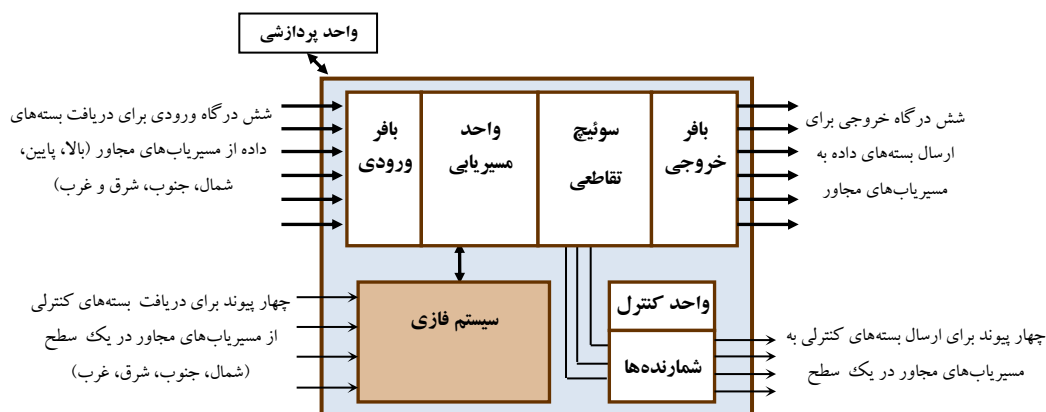 واحد پردازشی
شش درگاه ورودی برای دریافت بسته‌های
داده از مسیریاب‌های مجاور (بالا، پایین،
شمال، جنوب، شرق و غرب)
بافر
ورودی
واحد
مسیریابی
سوئیچ
تقاطعی
بافر
خروجی
شش درگاه خروجی برای
ارسال بسته‌های داده به
مسیریاب‌های مجاور
چهار پیوند برای دریافت بسته‌های کنترلی
از مسیریاب‌های مجاور در یک سطح
(شمال، جنوب، شرق، غرب)
سیستم فازی
واحد کنترل
شمارنده‌ها
چهار پیوند برای ارسال بسته‌های کنترلی به
مسیریاب‌های مجاور در یک سطح